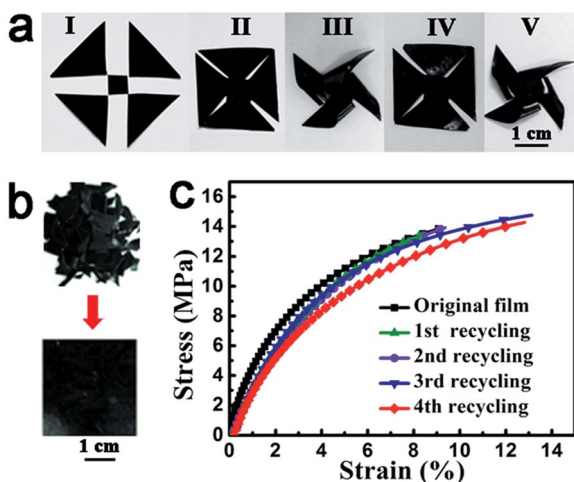 a
I II III IV V
1 cm
b
1 cm
c
Stress (MPa)
16
14
12
10
8
6
4
2
0
Original film
1st recycling
2nd recycling
3rd recycling
4th recycling
0 2 4 6 8 10 12 14
Strain (%)